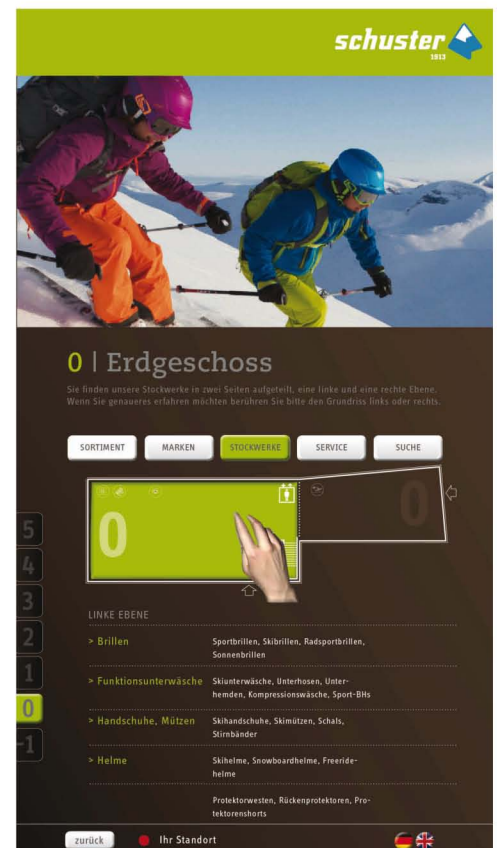 schuster
1913
0 | Erdgeschoss
Sie finden unsere Stockwerke in zwei Seiten aufgeteilt, eine linke und eine rechte Ebene.
Wenn Sie genaueres erfahren möchten berühren Sie bitte den Grundriss links oder rechts.
SORTIMENT MARKEN STOCKWERKE SERVICE SUCHE
0 0
5
4
3
2
1
0
-1
LINKE EBENE
> Brillen Sportbrillen, Skibrillen, Radsportbrillen,
Sonnenbrillen
> Funktionsunterwäsche Skiunterwäsche, Unterhosen, Unter-
hemden, Kompressionswäsche, Sport-BHs
> Handschuhe, Mützen Skihandschuhe, Skimützen, Schals,
Stirnbänder
> Helme Skihelme, Snowboardhelme, Freeride-
helme
Protektorwesten, Rückenprotektoren, Pro-
tektorenshorts
zurück Ihr Standort